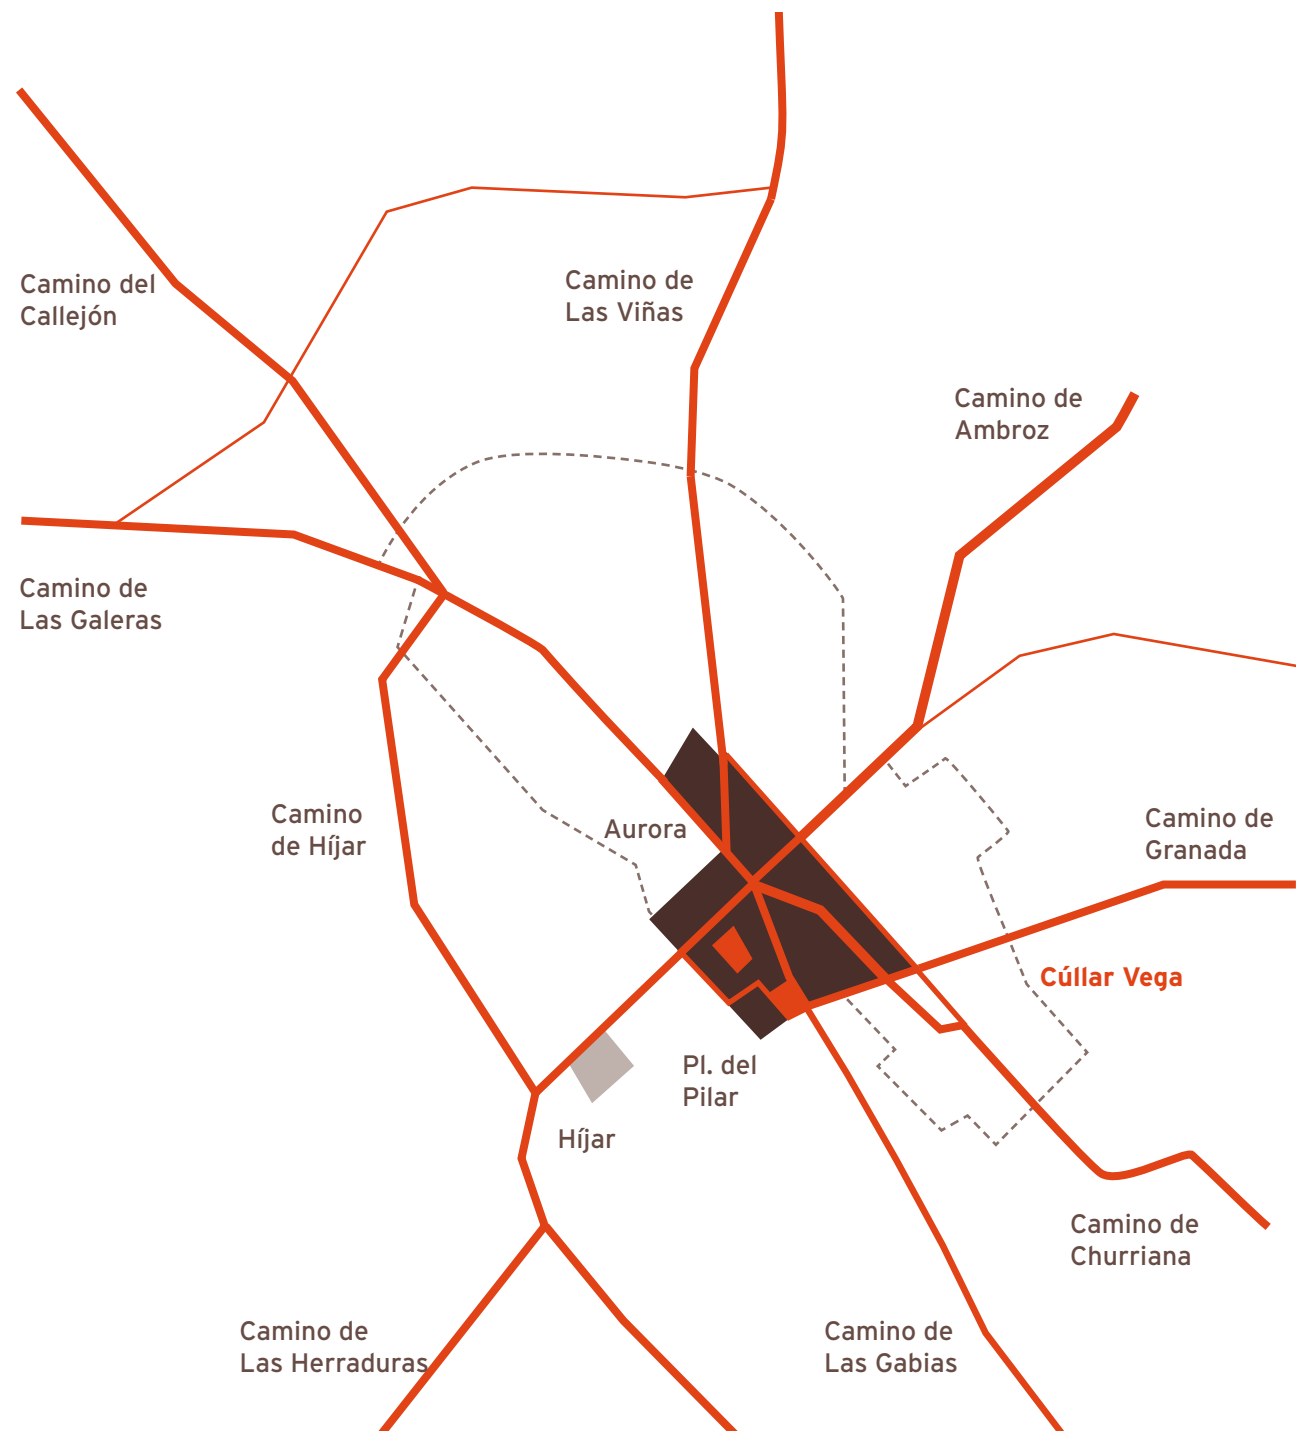 Camino del
Callejón
Camino de
Las Viñas
Camino de
Ambroz
Camino de
Las Galeras
Camino
de Híjar
Aurora
Camino de
Granada
Cúllar Vega
Pl. del
Pilar
Híjar
Camino de
Churriana
Camino de
Las Herraduras
Camino de
Las Gabias